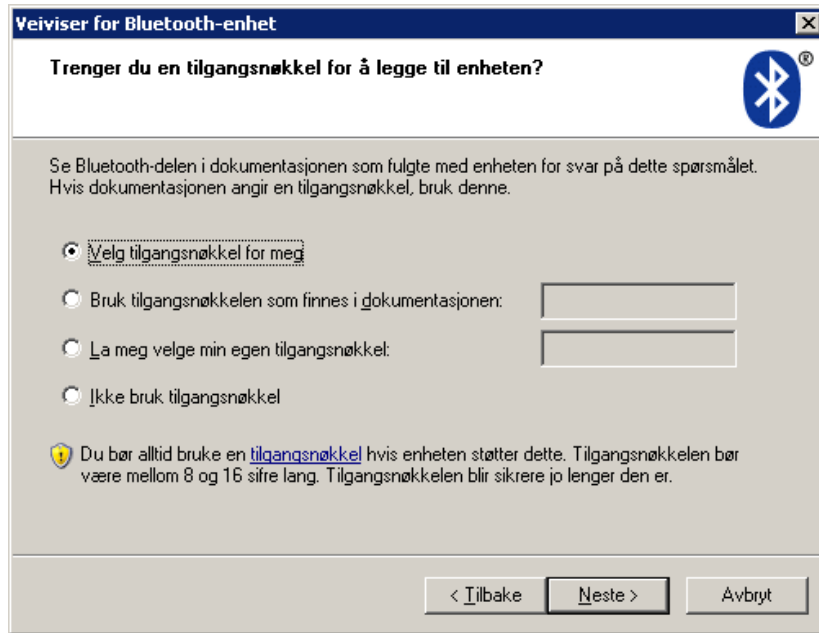 Veiviser for Bluetooth-enhet
Trenger du en tilgangsnøkkel for å legge til enheten?
®
Se Bluetooth-delen i dokumentasjonen som fulgte med enheten for svar på dette spørsmålet.
Hvis dokumentasjonen angir en tilgangsnøkkel, bruk denne.
Velg tilgangsnøkkel for meg
Bruk tilgangsnøkkelen som finnes i dokumentasjonen:
La meg velge min egen tilgangsnøkkel:
Ikke bruk tilgangsnøkkel
Du bør alltid bruke en tilgangsnøkkel hvis enheten støtter dette. Tilgangsnøkkelen bør
være mellom 8 og 16 sifre lang. Tilgangsnøkkelen blir sikrere jo lenger den er.
< Tilbake
Neste >
Avbryt